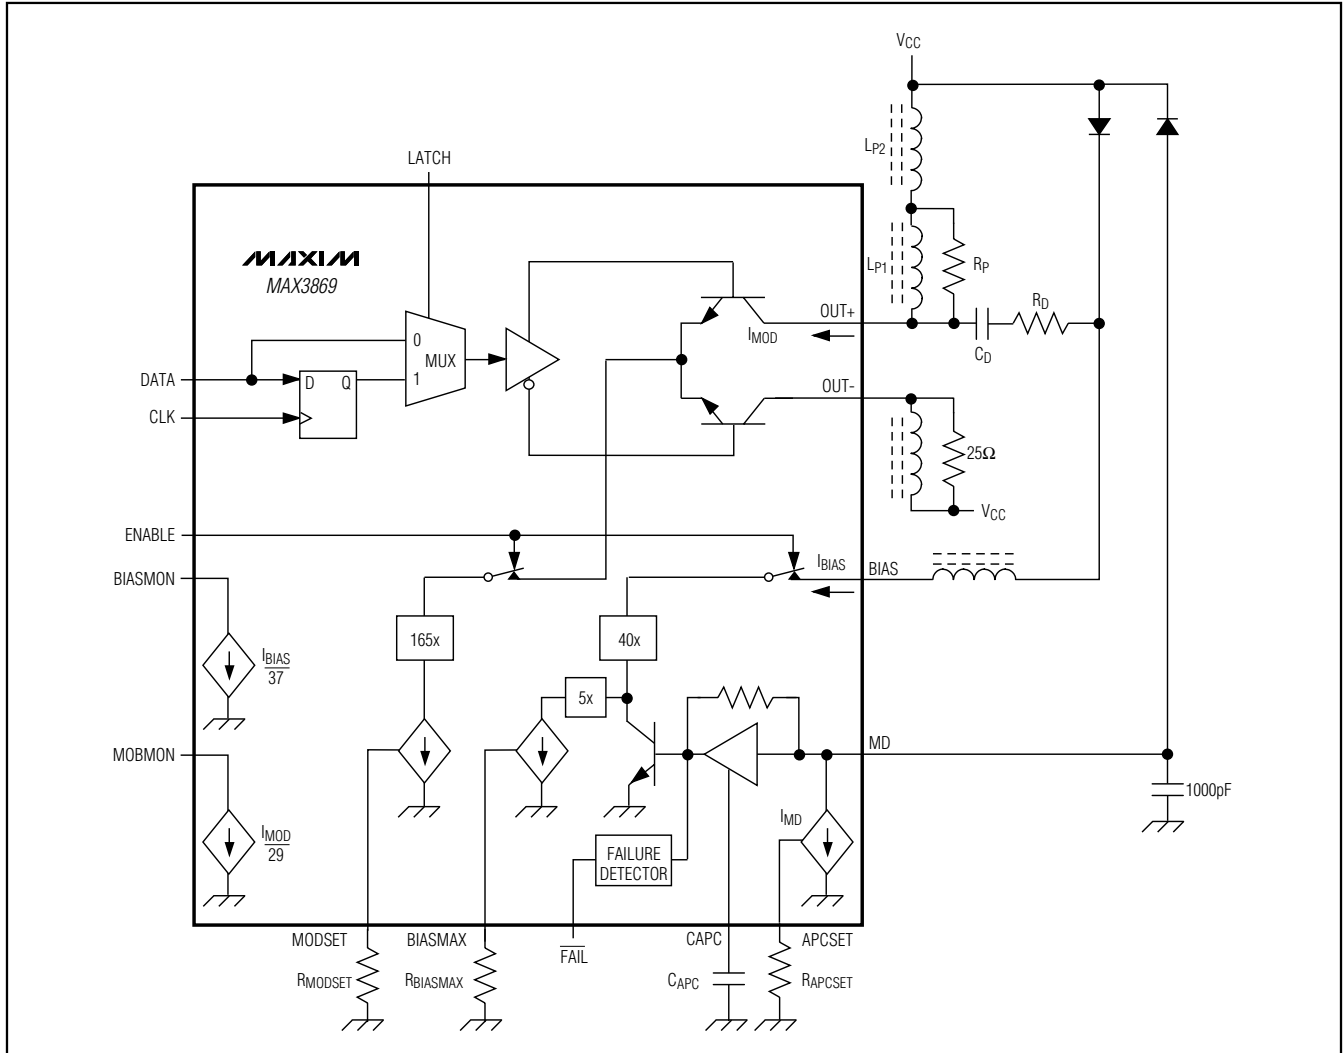 VCC
LP2
LATCH
MAXIM
MAX3869
LP1
RP
RD
OUT+
IMOD
CD
0
MUX
1
DATA
D Q
CLK
OUT-
25Ω
VCC
ENABLE
BIASMON
IBIAS
BIAS
165x
40x
IBIAS
37
5x
MOBMON
MD
1000pF
IMD
IMOD
29
FAILURE
DETECTOR
MODSET
BIASMAX
FAIL
CAPC
APCSET
RMODSET
RBIASMAX
CAPC
RAPCSET